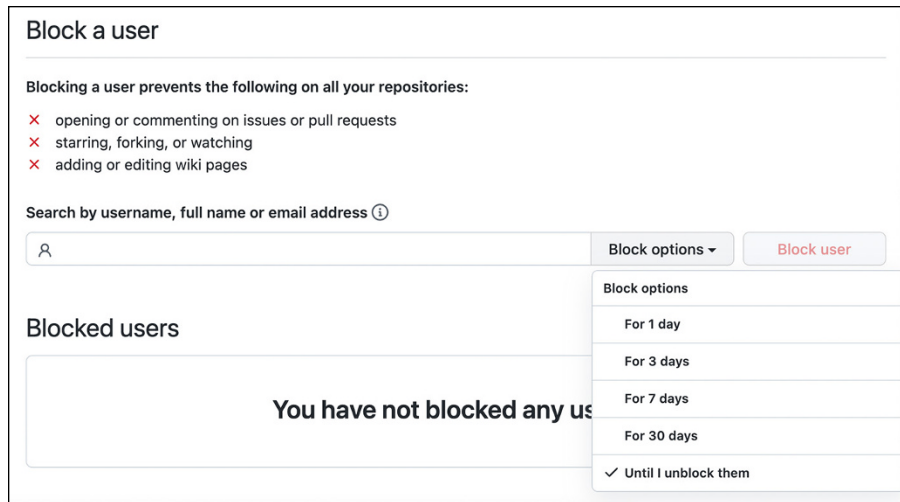 Block a user
Blocking a user prevents the following on all your repositories:
opening or commenting on issues or pull requests
starring, forking, or watching
adding or editing wiki pages
Search by username, full name or email address
Block options
Block user
Block options
For 1 day
For 3 days
For 7 days
For 30 days
Until I unblock them
Blocked users
You have not blocked any us